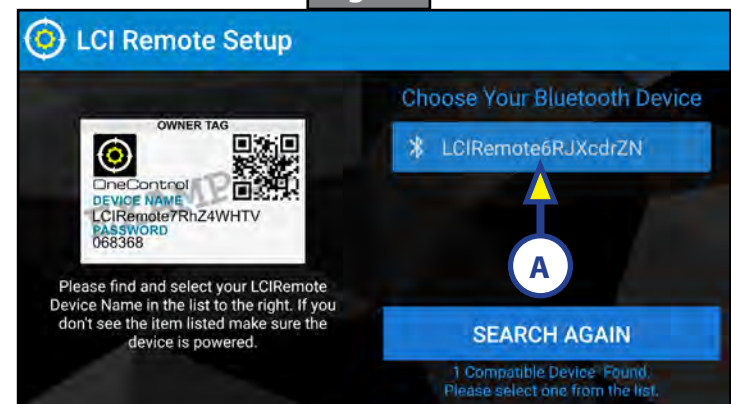 LCI Remote Setup
OWNER TAG
OneControl
DEVICE NAME
LCIRemote7RhZ4WHTV
PASSWORD
068368
Please find and select your LCIRemote
Device Name in the list to the right. If you
don't see the item listed make sure the
device is powered.
Choose Your Bluetooth Device
LCIRemote6RJXcdrZN
A
SEARCH AGAIN
1 Compatible Device Found.
Please select one from the list.